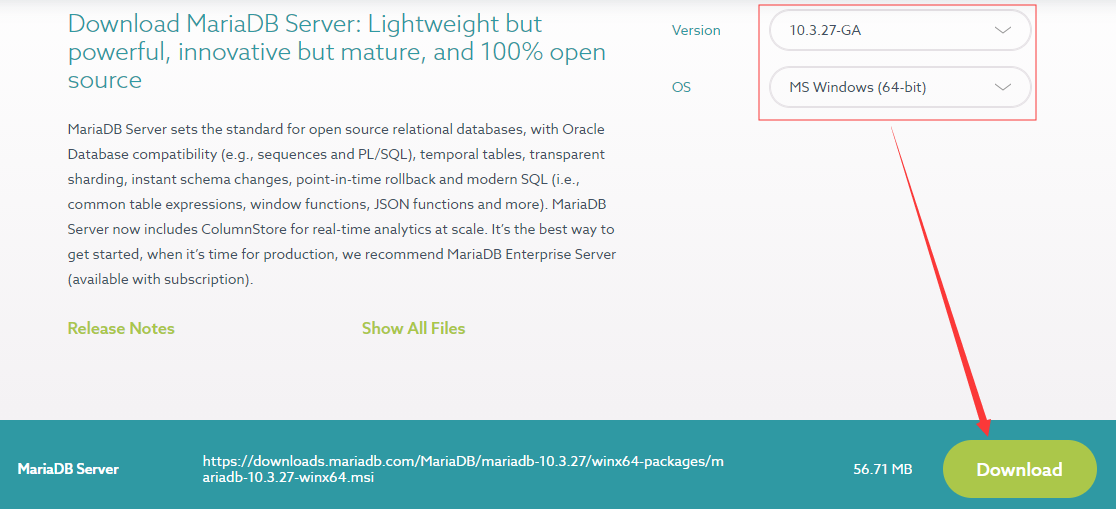 Download MariaDB Server: Lightweight but
powerful, innovative but mature, and 100% open
source
Version
10.3.27-GA
OS
MS Windows (64-bit)
MariaDB Server sets the standard for open source relational databases, with Oracle
Database compatibility (e.g., sequences and PL/SQL), temporal tables, transparent
sharding, instant schema changes, point-in-time rollback and modern SQL (i.e.,
common table expressions, window functions, JSON functions and more). MariaDB
Server now includes ColumnStore for real-time analytics at scale. It’s the best way to
get started, when it’s time for production, we recommend MariaDB Enterprise Server
(available with subscription).
Release Notes
Show All Files
MariaDB Server
https://downloads.mariadb.com/MariaDB/mariadb-10.3.27/winx64-packages/m
ariadb-10.3.27-winx64.msi
56.71 MB
Download